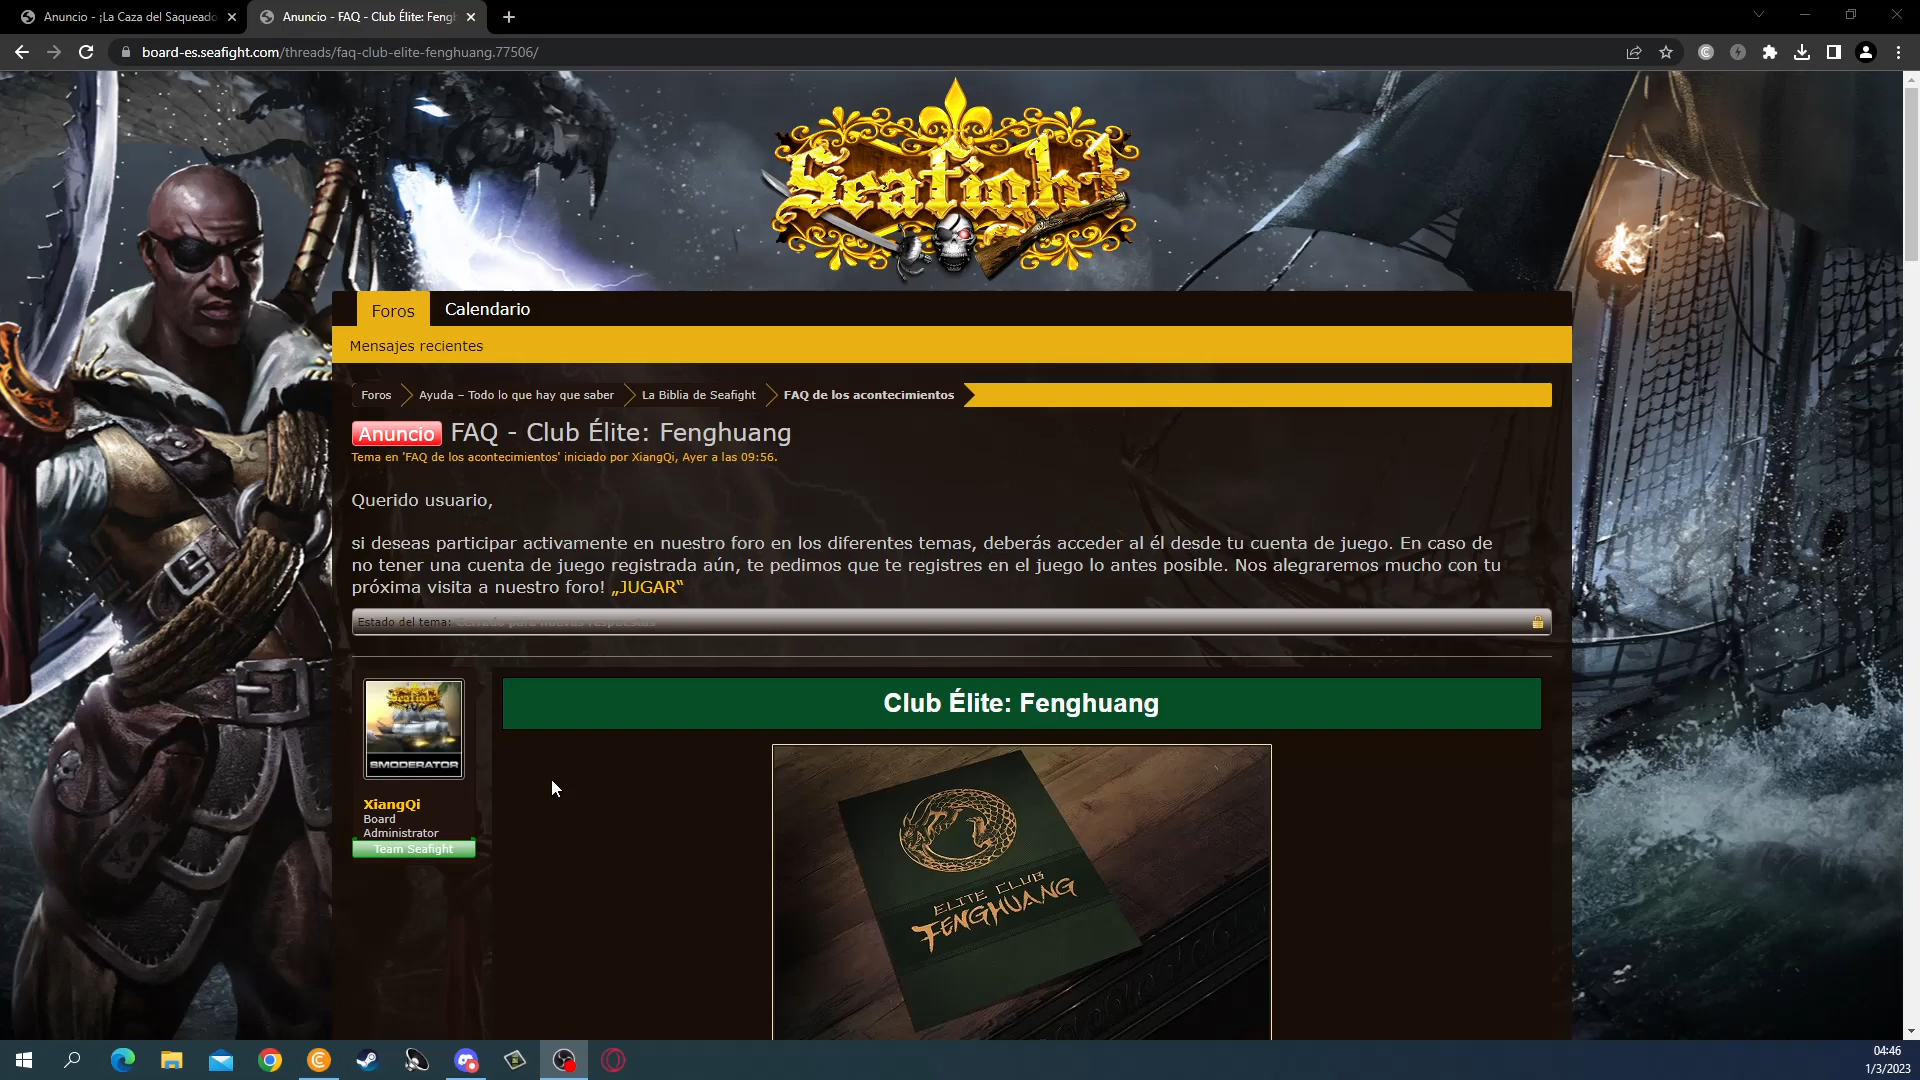 Anuncio - ¡La Caza del Saqueado
Anuncio - FAQ - Club Élite: Feng
board-es.seafight.com/threads/faq-club-elite-fenghuang.77506/
Seafight
Foros
Calendario
Mensajes recientes
Foros
Ayuda – Todo lo que hay que saber
La Biblia de Seafight
FAQ de los acontecimientos
Anuncio FAQ - Club Élite: Fenghuang
Tema en 'FAQ de los acontecimientos' iniciado por XiangQi, Ayer a las 09:56.
Querido usuario,
si deseas participar activamente en nuestro foro en los diferentes temas, deberás acceder al él desde tu cuenta de juego. En caso de
no tener una cuenta de juego registrada aún, te pedimos que te registres en el juego lo antes posible. Nos alegraremos mucho con tu
próxima visita a nuestro foro! „JUGAR“
Estado del tema: Cerrado para nuevas respuestas
Club Élite: Fenghuang
Seafight
SMODERATOR
XiangQi
Board
Administrator
Team Seafight
ELITE CLUB
FENGHUANG
04:46
1/3/2023